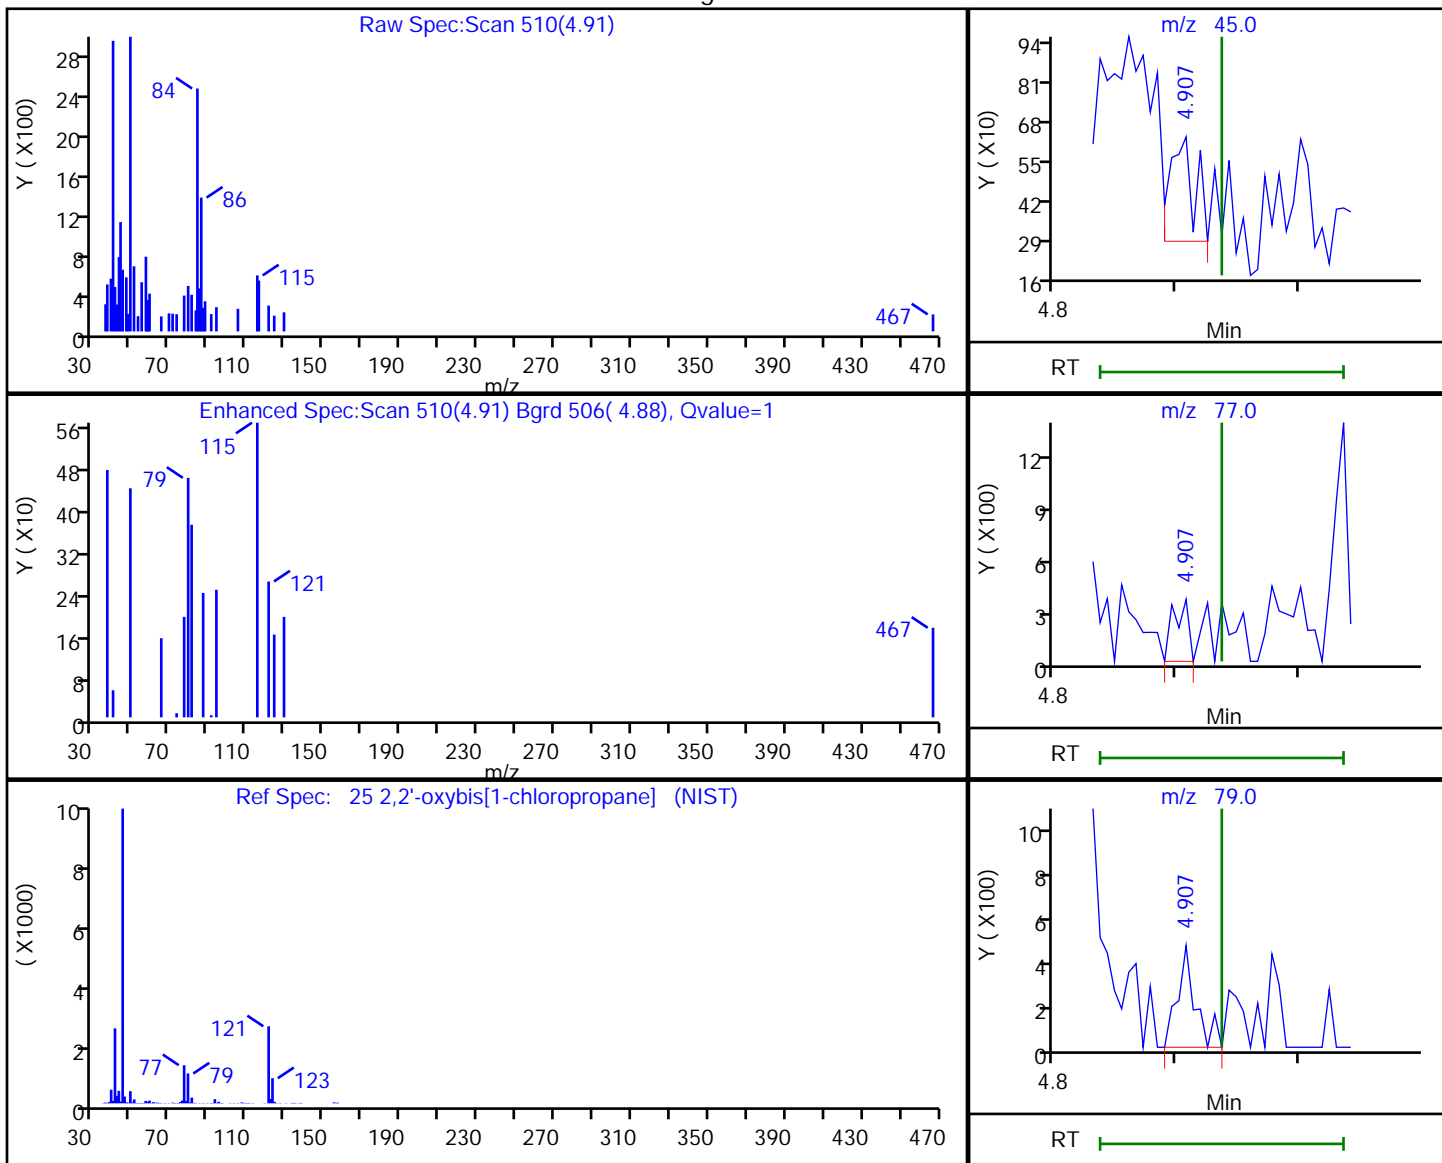 Raw Spec:Scan 510(4.91)
Y ( X100)
28
24
20
16
12
8
4
0
84
86
115
467
30 70 110 150 190 230 270 310 350 390 430 470
m/z
m/z 45.0
Y ( X10)
94
81
68
55
42
29
16
4.907
4.8
Min
RT
Enhanced Spec:Scan 510(4.91) Bgrd 506( 4.88), Qvalue=1
Y ( X10)
56
48
40
32
24
16
8
0
115
79
121
467
30 70 110 150 190 230 270 310 350 390 430 470
m/z
m/z 77.0
Y ( X100)
12
9
6
3
0
4.907
4.8
Min
RT
Ref Spec: 25 2,2'-oxybis[1-chloropropane] (NIST)
( X1000)
10
8
6
4
2
0
121
77
79
123
30 70 110 150 190 230 270 310 350 390 430 470
m/z 79.0
Y ( X100)
10
8
6
4
2
0
4.907
4.8
Min
RT